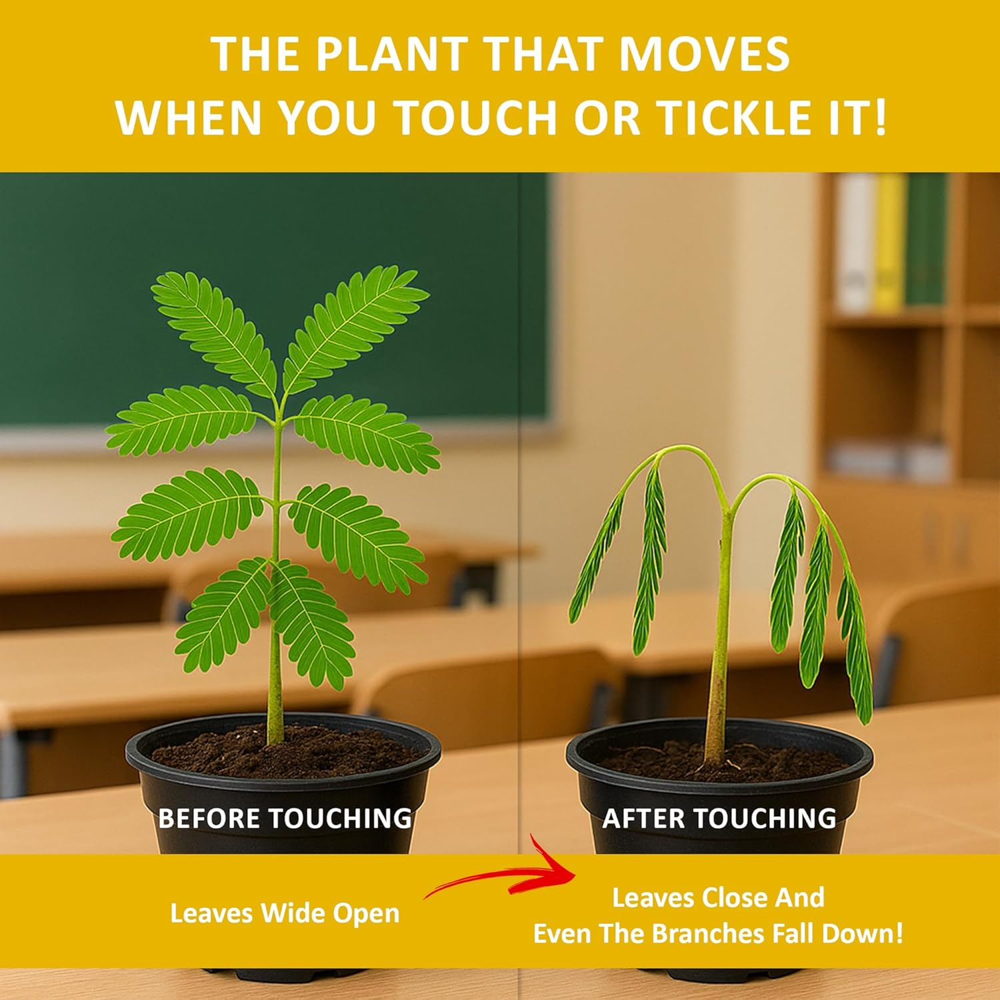 THE PLANT THAT MOVES
WHEN YOU TOUCH OR TICKLE IT!
BEFORE TOUCHING
AFTER TOUCHING
Leaves Wide Open
Leaves Close And
Even The Branches Fall Down!